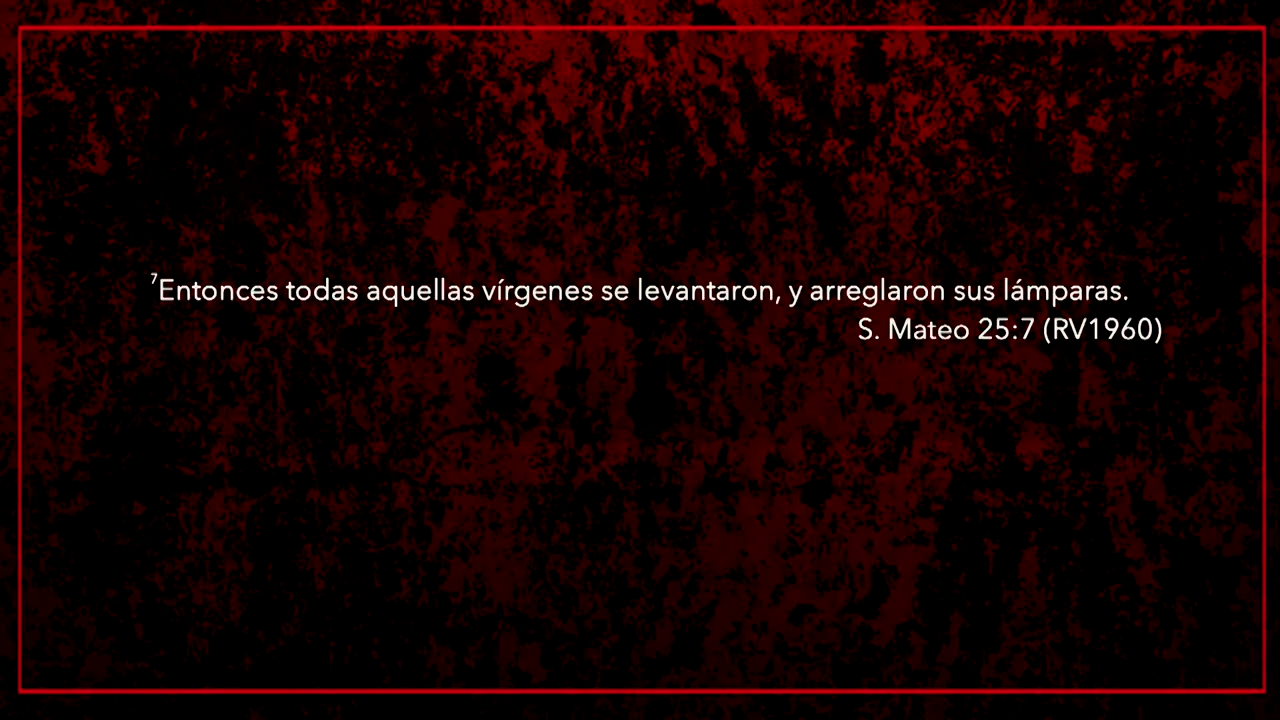 ⁷Entonces todas aquellas vírgenes se levantaron, y arreglaron sus lámparas.
S. Mateo 25:7 (RV1960)